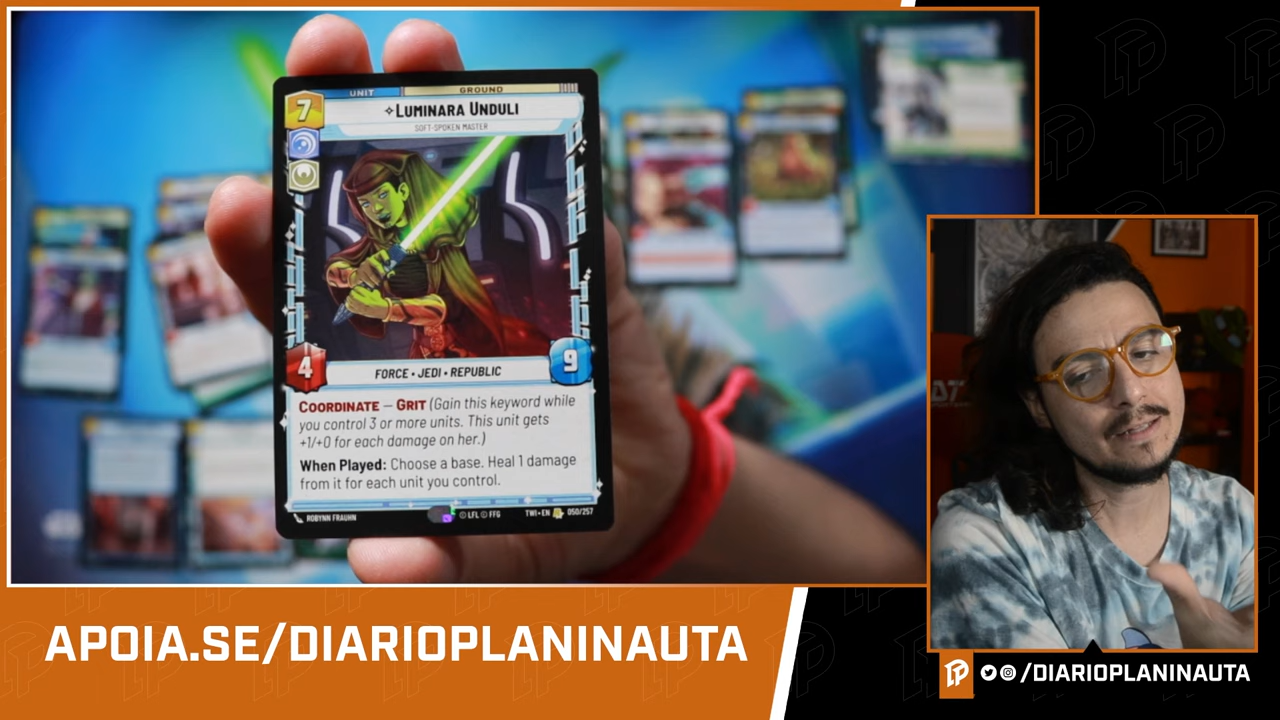 UNIT GROUND
7
LUMINARA UNDULI
SOFT-SPOKEN MASTER
4
9
FORCE • JEDI • REPUBLIC
COORDINATE – GRIT (Gain this keyword while
you control 3 or more units. This unit gets
+1/+0 for each damage on her.)
When Played: Choose a base. Heal 1 damage
from it for each unit you control.
ROBYNN FRAUHN
© LFL © FFG
TWI • EN 050/257
APOIA.SE/DIARIOPLANINAUTA
/DIARIOPLANINAUTA